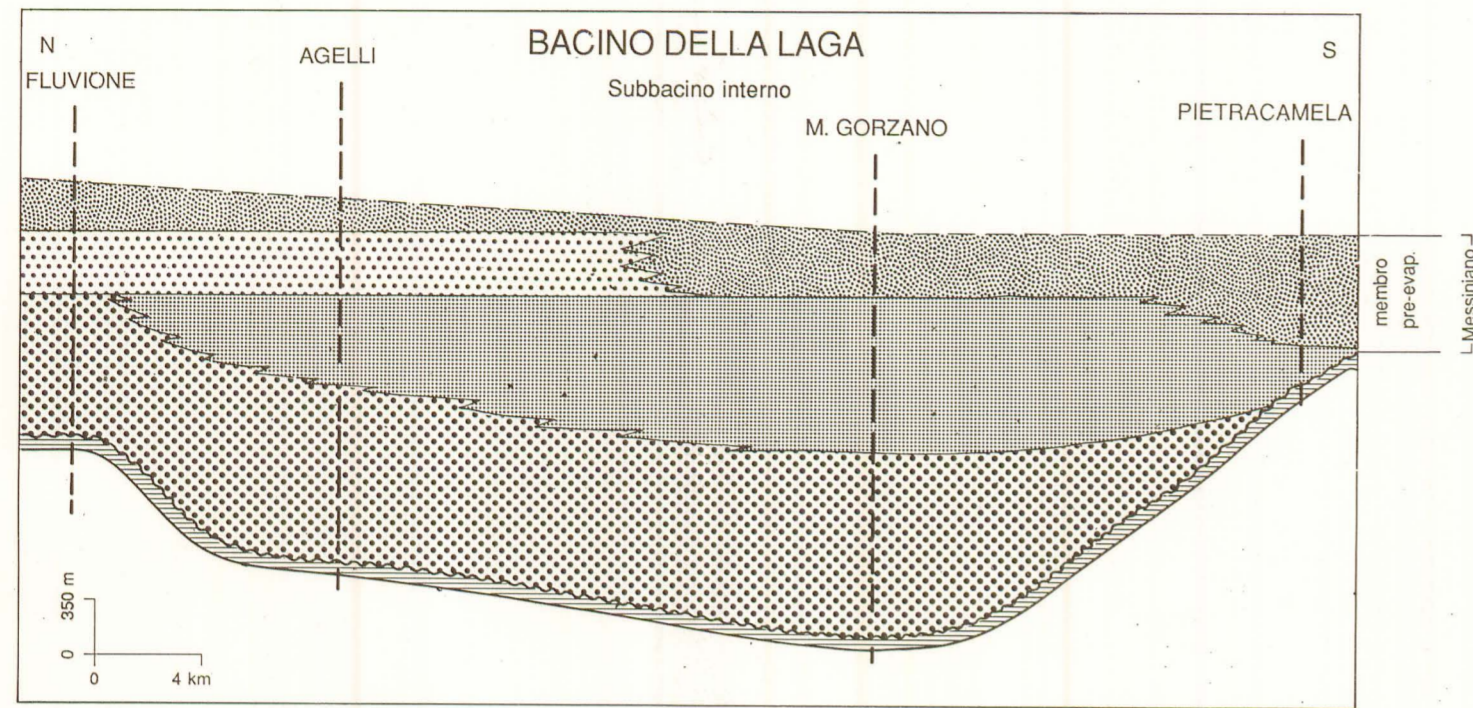 BACINO DELLA LAGA
Subbacino interno
N
S
FLUVIONE
AGELLI
M. GORZANO
PIETRACAMELA
membro
pre-evap.
Messiniano
350 m
0
0
4 km